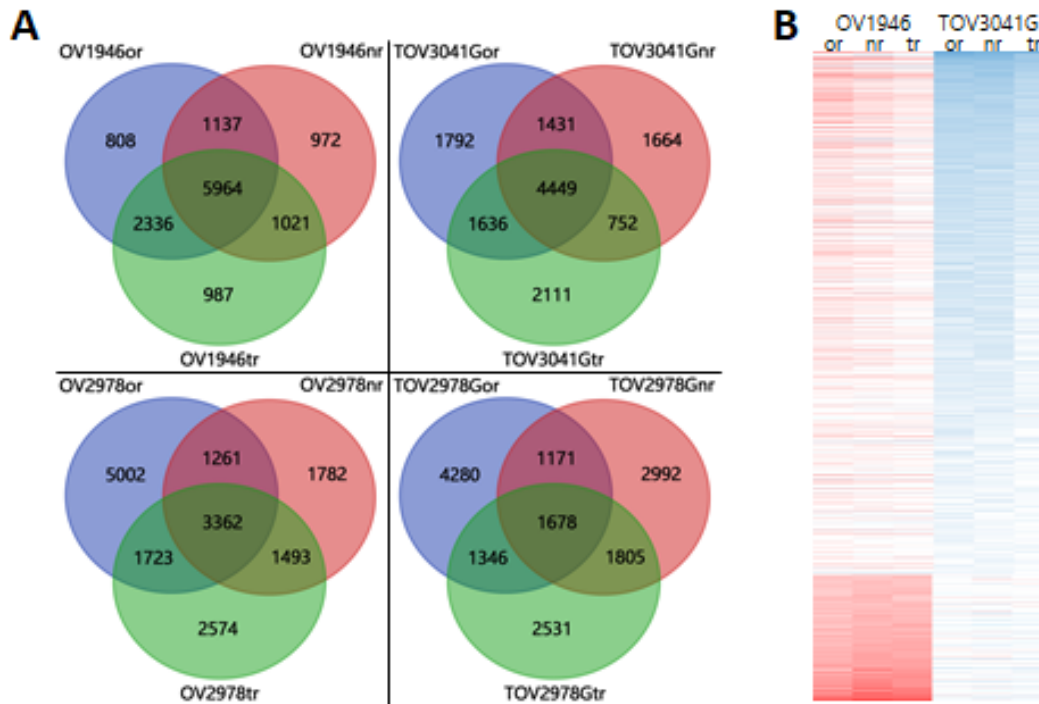 A
OV1946or
OV1946nr
1137
808
972
5964
2336
1021
987
OV1946tr
TOV3041Gor
TOV3041Gnr
1431
1792
1664
4449
1636
752
2111
TOV3041Gtr
OV2978or
OV2978nr
1261
5002
1782
3362
1723
1493
2574
OV2978tr
TOV2978Gor
TOV2978Gnr
1171
4280
2992
1678
1346
1805
2531
TOV2978Gtr
B
OV1946 TOV3041G
or nr tr or nr tr